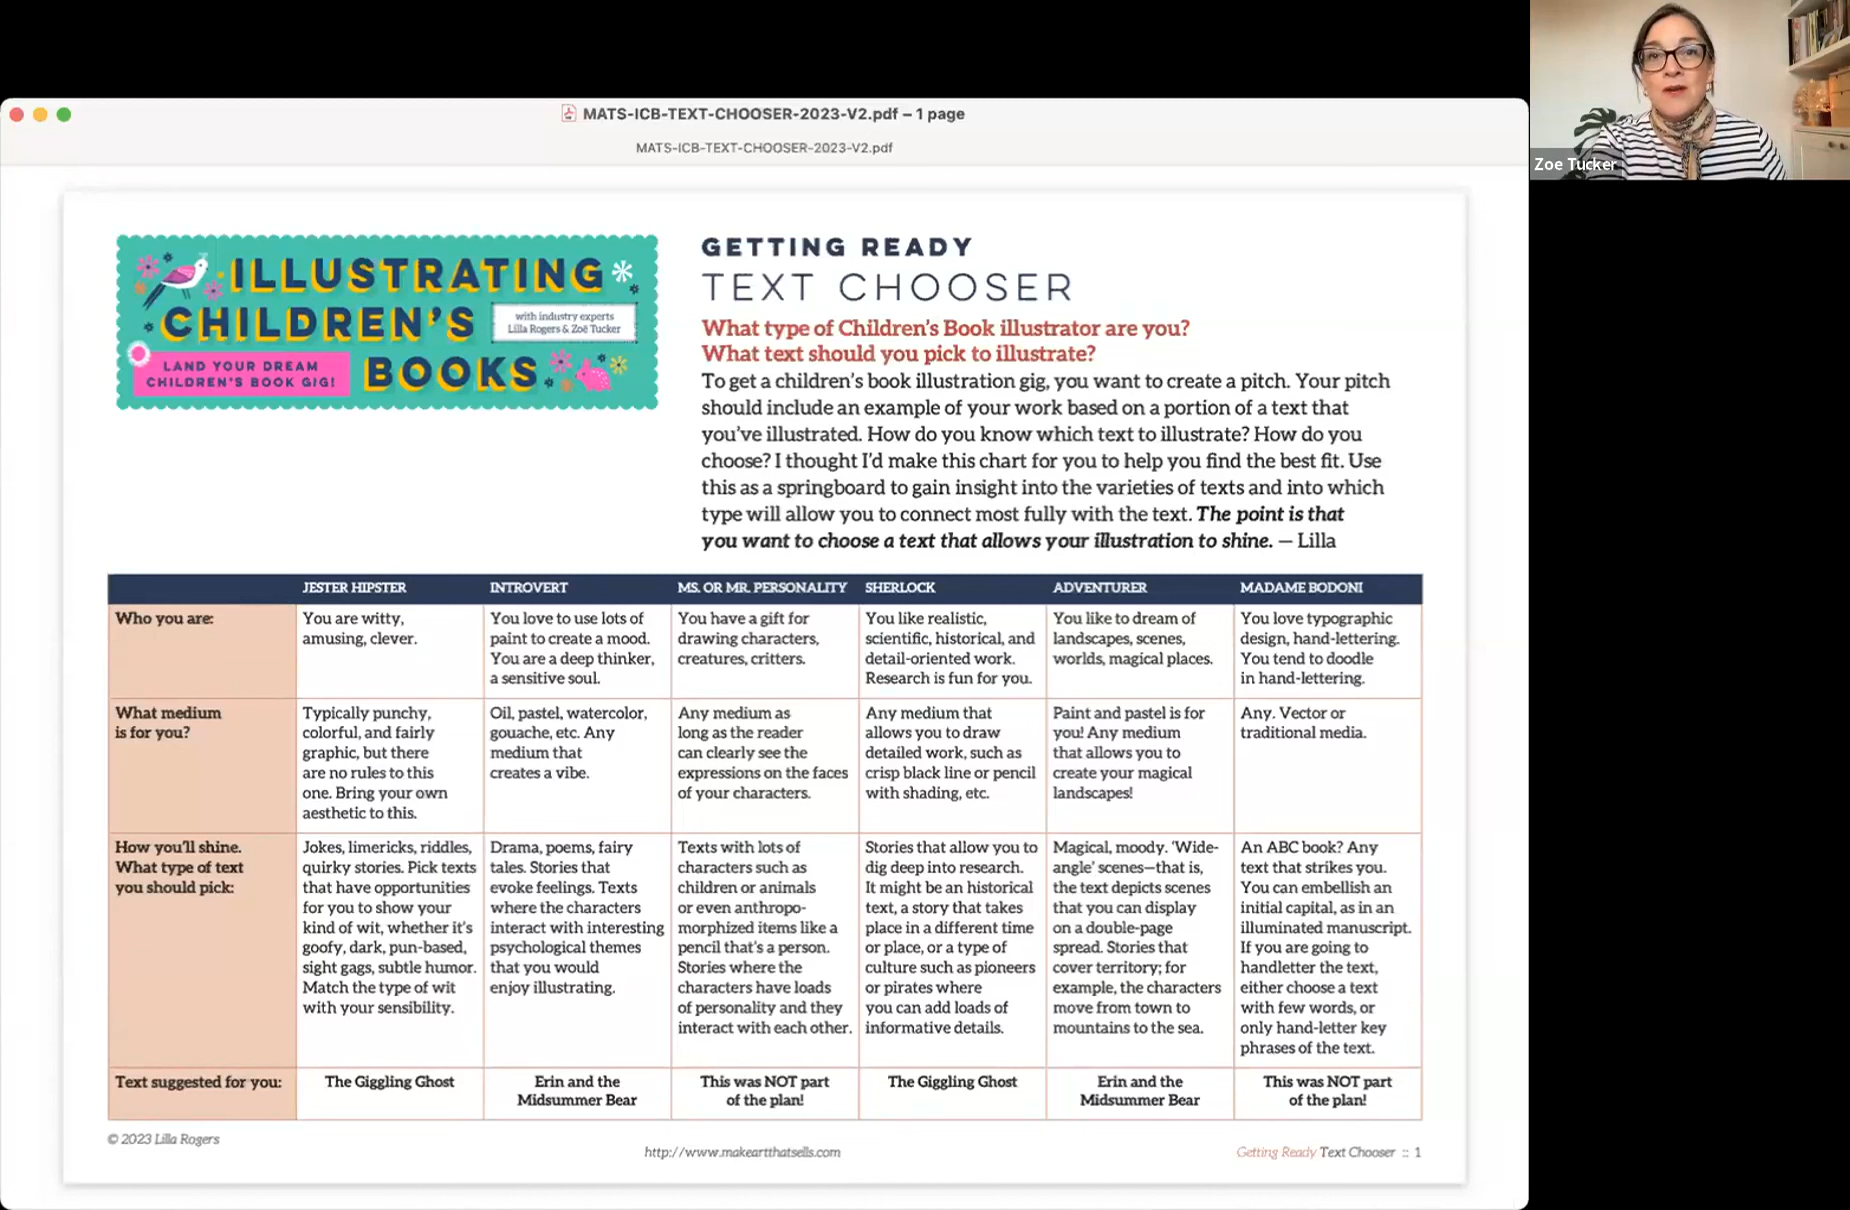 MATS-ICB-TEXT-CHOOSER-2023-V2.pdf – 1 page
MATS-ICB-TEXT-CHOOSER-2023-V2.pdf
Zoe Tucker
ILLUSTRATING
CHILDREN'S
with industry experts
Lilla Rogers & Zoë Tucker
LAND YOUR DREAM
CHILDREN'S BOOK GIG!
BOOKS
GETTING READY
TEXT CHOOSER
What type of Children's Book illustrator are you?
What text should you pick to illustrate?
To get a children's book illustration gig, you want to create a pitch. Your pitch
should include an example of your work based on a portion of a text that
you've illustrated. How do you know which text to illustrate? How do you
choose? I thought I'd make this chart for you to help you find the best fit. Use
this as a springboard to gain insight into the varieties of texts and into which
type will allow you to connect most fully with the text. The point is that
you want to choose a text that allows your illustration to shine. — Lilla
JESTER HIPSTER
INTROVERT
MS. OR MR. PERSONALITY
SHERLOCK
ADVENTURER
MADAME BODONI
Who you are:
You are witty,
amusing, clever.
You love to use lots of
paint to create a mood.
You are a deep thinker,
a sensitive soul.
You have a gift for
drawing characters,
creatures, critters.
You like realistic,
scientific, historical, and
detail-oriented work.
Research is fun for you.
You like to dream of
landscapes, scenes,
worlds, magical places.
You love typographic
design, hand-lettering.
You tend to doodle
in hand-lettering.
What medium
is for you?
Typically punchy,
colorful, and fairly
graphic, but there
are no rules to this
one. Bring your own
aesthetic to this.
Oil, pastel, watercolor,
gouache, etc. Any
medium that
creates a vibe.
Any medium as
long as the reader
can clearly see the
expressions on the faces
of your characters.
Any medium that
allows you to draw
detailed work, such as
crisp black line or pencil
with shading, etc.
Paint and pastel is for
you! Any medium
that allows you to
create your magical
landscapes!
Any. Vector or
traditional media.
How you'll shine.
What type of text
you should pick:
Jokes, limericks, riddles,
quirky stories. Pick texts
that have opportunities
for you to show your
kind of wit, whether it's
goofy, dark, pun-based,
sight gags, subtle humor.
Match the type of wit
with your sensibility.
Drama, poems, fairy
tales. Stories that
evoke feelings. Texts
where the characters
interact with interesting
psychological themes
that you would
enjoy illustrating.
Texts with lots of
characters such as
children or animals
or even anthropo-
morphized items like a
pencil that's a person.
Stories where the
characters have loads
of personality and they
interact with each other.
Stories that allow you to
dig deep into research.
It might be an historical
text, a story that takes
place in a different time
or place, or a type of
culture such as pioneers
or pirates where
you can add loads of
informative details.
Magical, moody. 'Wide-
angle' scenes—that is,
the text depicts scenes
that you can display
on a double-page
spread. Stories that
cover territory; for
example, the characters
move from town to
mountains to the sea.
An ABC book? Any
text that strikes you.
You can embellish an
initial capital, as in an
illuminated manuscript.
If you are going to
handletter the text,
either choose a text
with few words, or
only hand-letter key
phrases of the text.
Text suggested for you:
The Giggling Ghost
Erin and the
Midsummer Bear
This was NOT part
of the plan!
The Giggling Ghost
Erin and the
Midsummer Bear
This was NOT part
of the plan!
© 2023 Lilla Rogers
http://www.makeartthatsells.com
Getting Ready Text Chooser :: 1